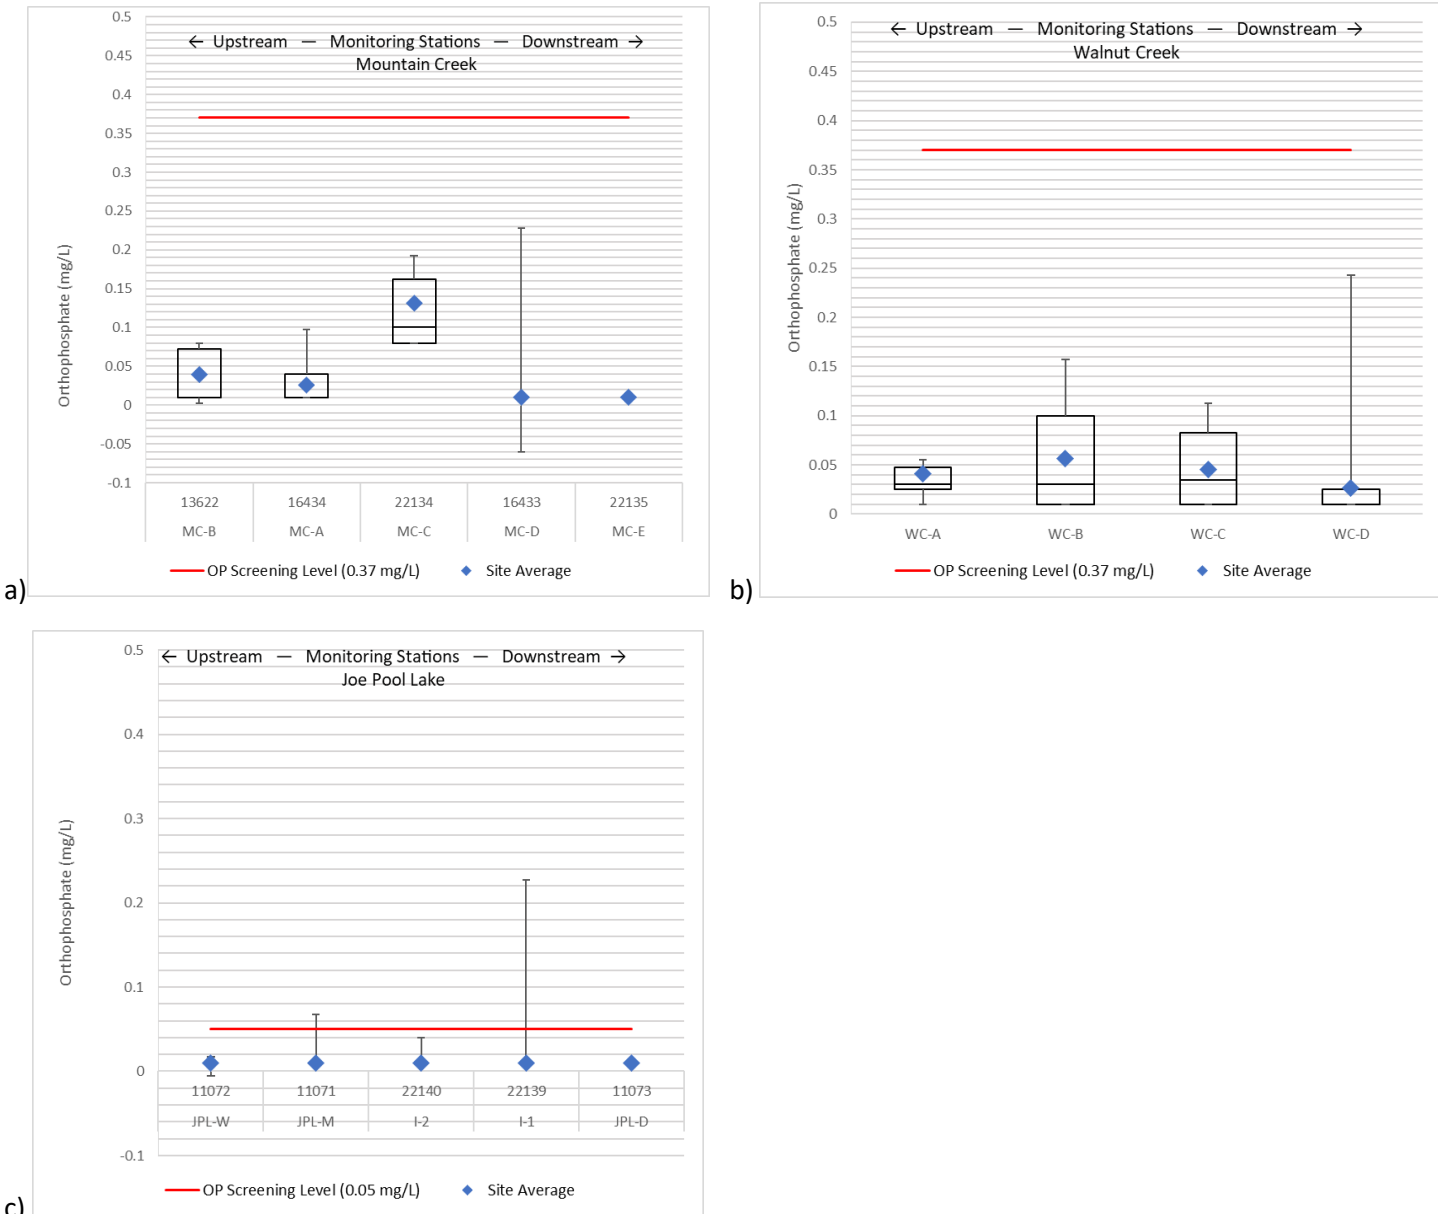 ← Upstream — Monitoring Stations — Downstream →
Mountain Creek
Orthophosphate (mg/L)
0.5
0.45
0.4
0.35
0.3
0.25
0.2
0.15
0.1
0.05
0
-0.05
-0.1
13622 16434 22134 16433 22135
MC-B MC-A MC-C MC-D MC-E
OP Screening Level (0.37 mg/L) Site Average
a)
← Upstream — Monitoring Stations — Downstream →
Walnut Creek
Orthophosphate (mg/L)
0.5
0.45
0.4
0.35
0.3
0.25
0.2
0.15
0.1
0.05
0
WC-A WC-B WC-C WC-D
OP Screening Level (0.37 mg/L) Site Average
b)
← Upstream — Monitoring Stations — Downstream →
Joe Pool Lake
Orthophosphate (mg/L)
0.5
0.4
0.3
0.2
0.1
0
-0.1
11072 11071 22140 22139 11073
JPL-W JPL-M I-2 I-1 JPL-D
OP Screening Level (0.05 mg/L) Site Average
c)